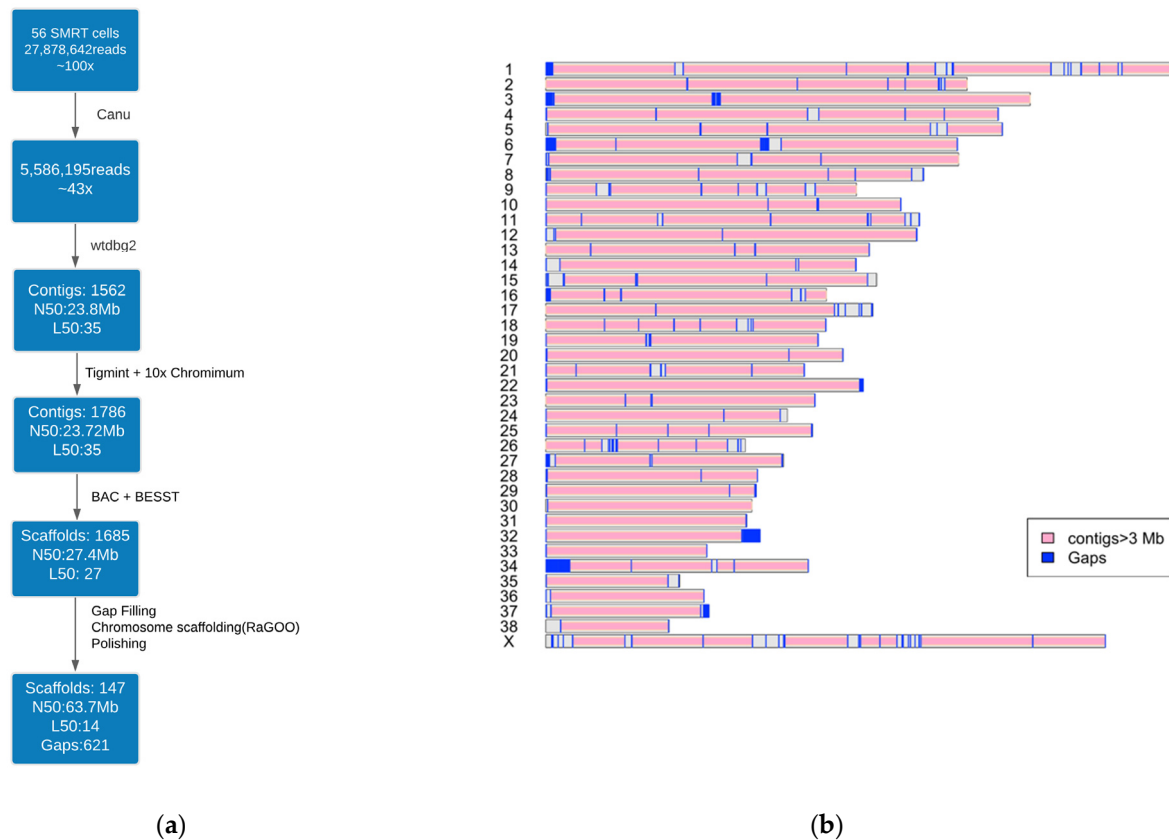 56 SMRT cells
27,878,642reads
~100x
Canu
5,586,195reads
~43x
wtdbg2
Contigs: 1562
N50:23.8Mb
L50:35
Tigmint + 10x Chromimum
Contigs: 1786
N50:23.72Mb
L50:35
BAC + BESST
Scaffolds: 1685
N50:27.4Mb
L50: 27
Gap Filling
Chromosome scaffolding(RaGOO)
Polishing
Scaffolds: 147
N50:63.7Mb
L50:14
Gaps:621
(a)
1
2
3
4
5
6
7
8
9
10
11
12
13
14
15
16
17
18
19
20
21
22
23
24
25
26
27
28
29
30
31
32
33
34
35
36
37
38
X
contigs>3 Mb
Gaps
(b)